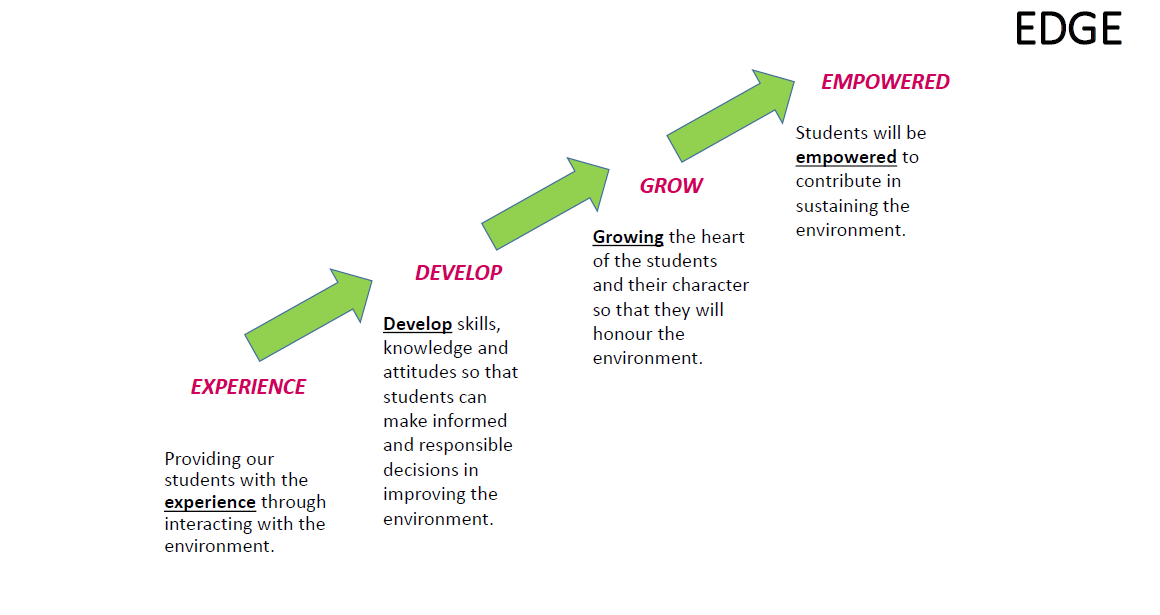 EDGE
EXPERIENCE
Providing our
students with the
experience through
interacting with the
environment.
DEVELOP
Develop skills,
knowledge and
attitudes so that
students can
make informed
and responsible
decisions in
improving the
environment.
GROW
Growing the heart
of the students
and their character
so that they will
honour the
environment.
EMPOWERED
Students will be
empowered to
contribute in
sustaining the
environment.